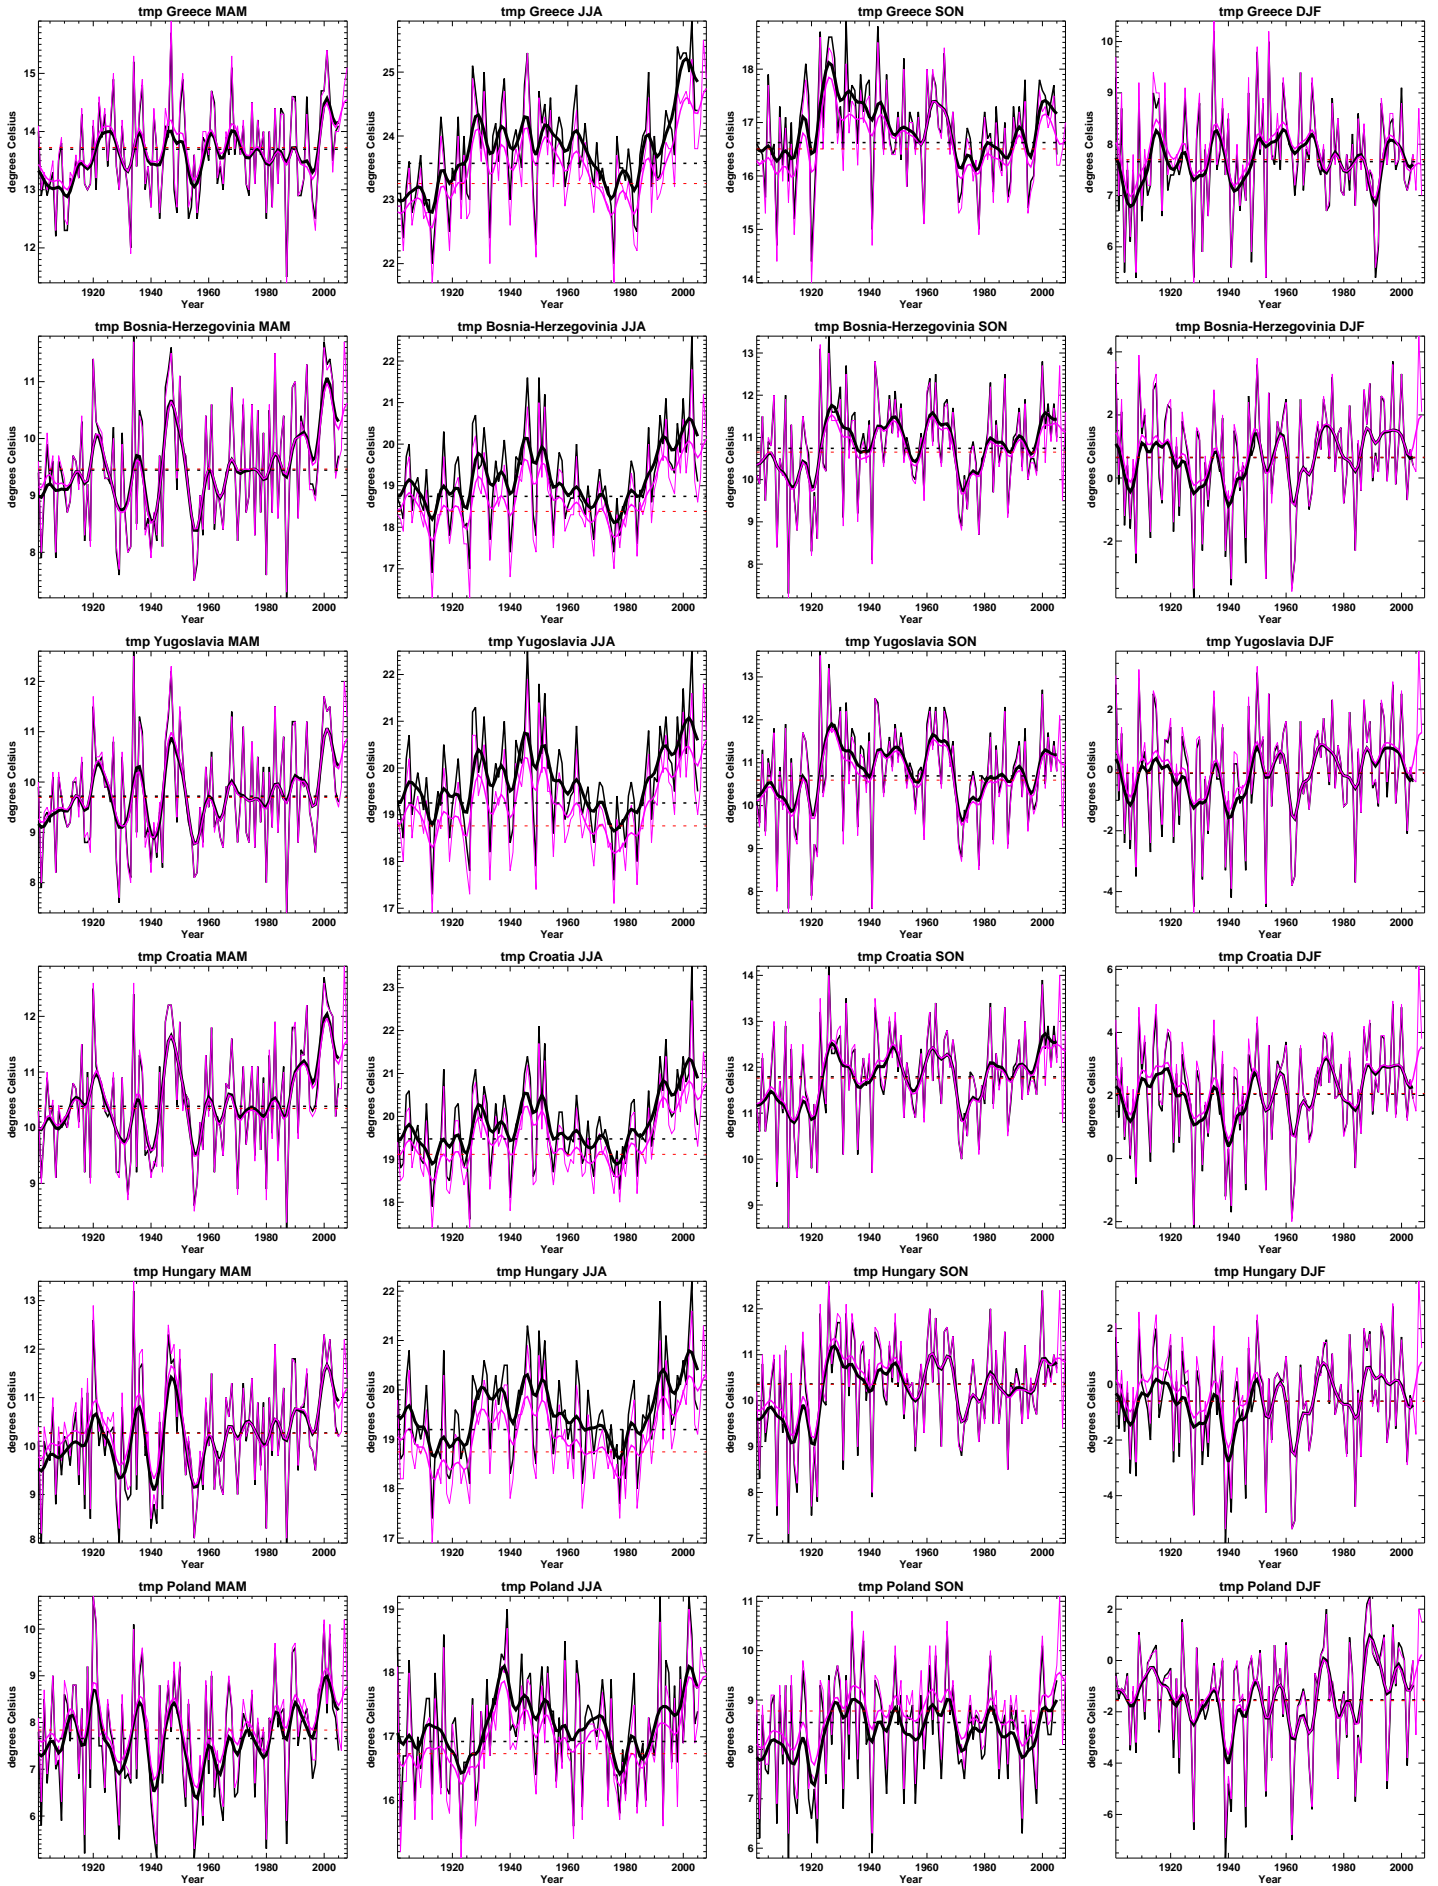 tmp Greece MAM
degrees Celsius
15
14
13
12
1920 1940 1960 1980 2000
Year
tmp Greece JJA
degrees Celsius
25
24
23
22
1920 1940 1960 1980 2000
Year
tmp Greece SON
degrees Celsius
18
17
16
15
14
1920 1940 1960 1980 2000
Year
tmp Greece DJF
degrees Celsius
10
9
8
7
6
1920 1940 1960 1980 2000
Year
tmp Bosnia-Herzegovinia MAM
degrees Celsius
11
10
9
8
1920 1940 1960 1980 2000
Year
tmp Bosnia-Herzegovinia JJA
degrees Celsius
22
21
20
19
18
17
1920 1940 1960 1980 2000
Year
tmp Bosnia-Herzegovinia SON
degrees Celsius
13
12
11
10
9
8
1920 1940 1960 1980 2000
Year
tmp Bosnia-Herzegovinia DJF
degrees Celsius
4
2
0
-2
1920 1940 1960 1980 2000
Year
tmp Yugoslavia MAM
degrees Celsius
12
11
10
9
8
1920 1940 1960 1980 2000
Year
tmp Yugoslavia JJA
degrees Celsius
22
21
20
19
18
17
1920 1940 1960 1980 2000
Year
tmp Yugoslavia SON
degrees Celsius
13
12
11
10
9
8
1920 1940 1960 1980 2000
Year
tmp Yugoslavia DJF
degrees Celsius
2
0
-2
-4
1920 1940 1960 1980 2000
Year
tmp Croatia MAM
degrees Celsius
12
11
10
9
1920 1940 1960 1980 2000
Year
tmp Croatia JJA
degrees Celsius
23
22
21
20
19
18
1920 1940 1960 1980 2000
Year
tmp Croatia SON
degrees Celsius
14
13
12
11
10
9
1920 1940 1960 1980 2000
Year
tmp Croatia DJF
degrees Celsius
6
4
2
0
-2
1920 1940 1960 1980 2000
Year
tmp Hungary MAM
degrees Celsius
13
12
11
10
9
8
1920 1940 1960 1980 2000
Year
tmp Hungary JJA
degrees Celsius
22
21
20
19
18
17
1920 1940 1960 1980 2000
Year
tmp Hungary SON
degrees Celsius
12
11
10
9
8
7
1920 1940 1960 1980 2000
Year
tmp Hungary DJF
degrees Celsius
2
0
-2
-4
1920 1940 1960 1980 2000
Year
tmp Poland MAM
degrees Celsius
10
9
8
7
6
1920 1940 1960 1980 2000
Year
tmp Poland JJA
degrees Celsius
19
18
17
16
1920 1940 1960 1980 2000
Year
tmp Poland SON
degrees Celsius
11
10
9
8
7
6
1920 1940 1960 1980 2000
Year
tmp Poland DJF
degrees Celsius
2
0
-2
-4
-6
1920 1940 1960 1980 2000
Year